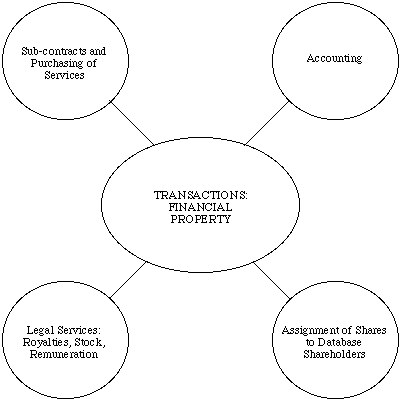 Sub-contracts and
Purchasing of
Services
Accounting
TRANSACTIONS:
FINANCIAL
PROPERTY
Legal Services:
Royalties, Stock,
Remuneration
Assignment of Shares
to Database
Shareholders